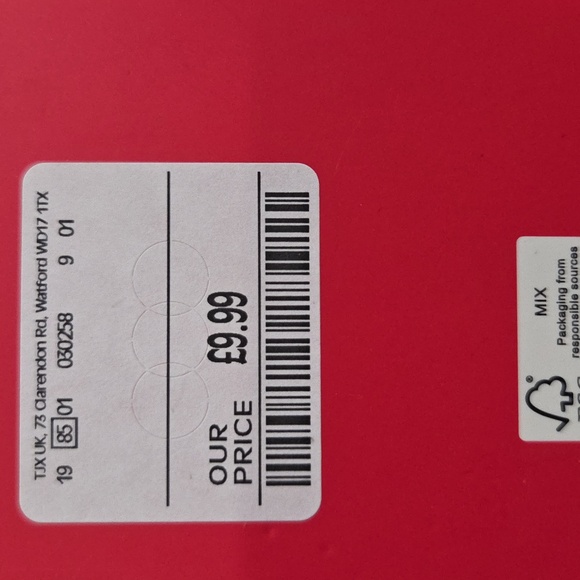 TJX UK, 73 Clarendon Rd, Watford WD17 1TX
19 85 01 030258 9 01
OUR
PRICE £9.99
MIX
Packaging from
responsible sources